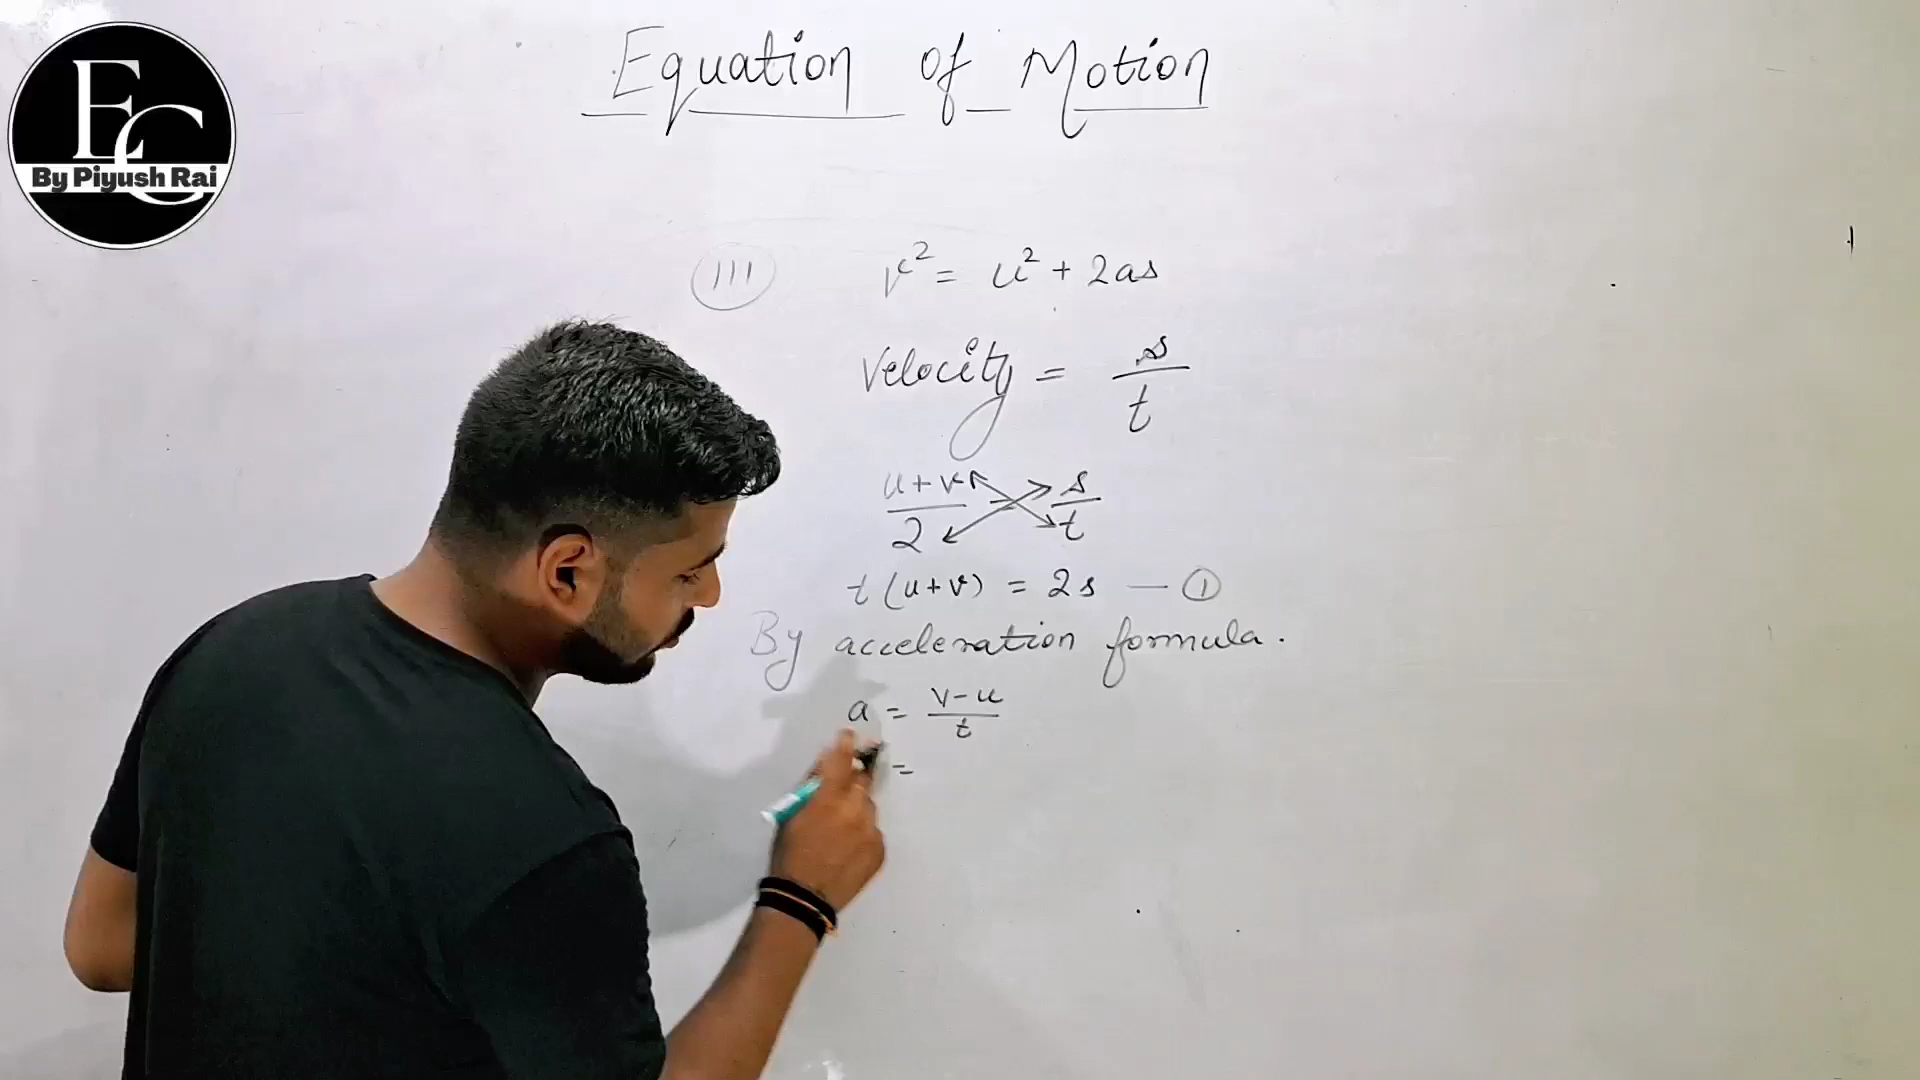 EC
By Piyush Rai
Equation of Motion
III v² = u² + 2as
Velocity = s/t
u+v/2 = s/t
t(u+v) = 2s — ①
By acceleration formula.
a = v-u/t
=